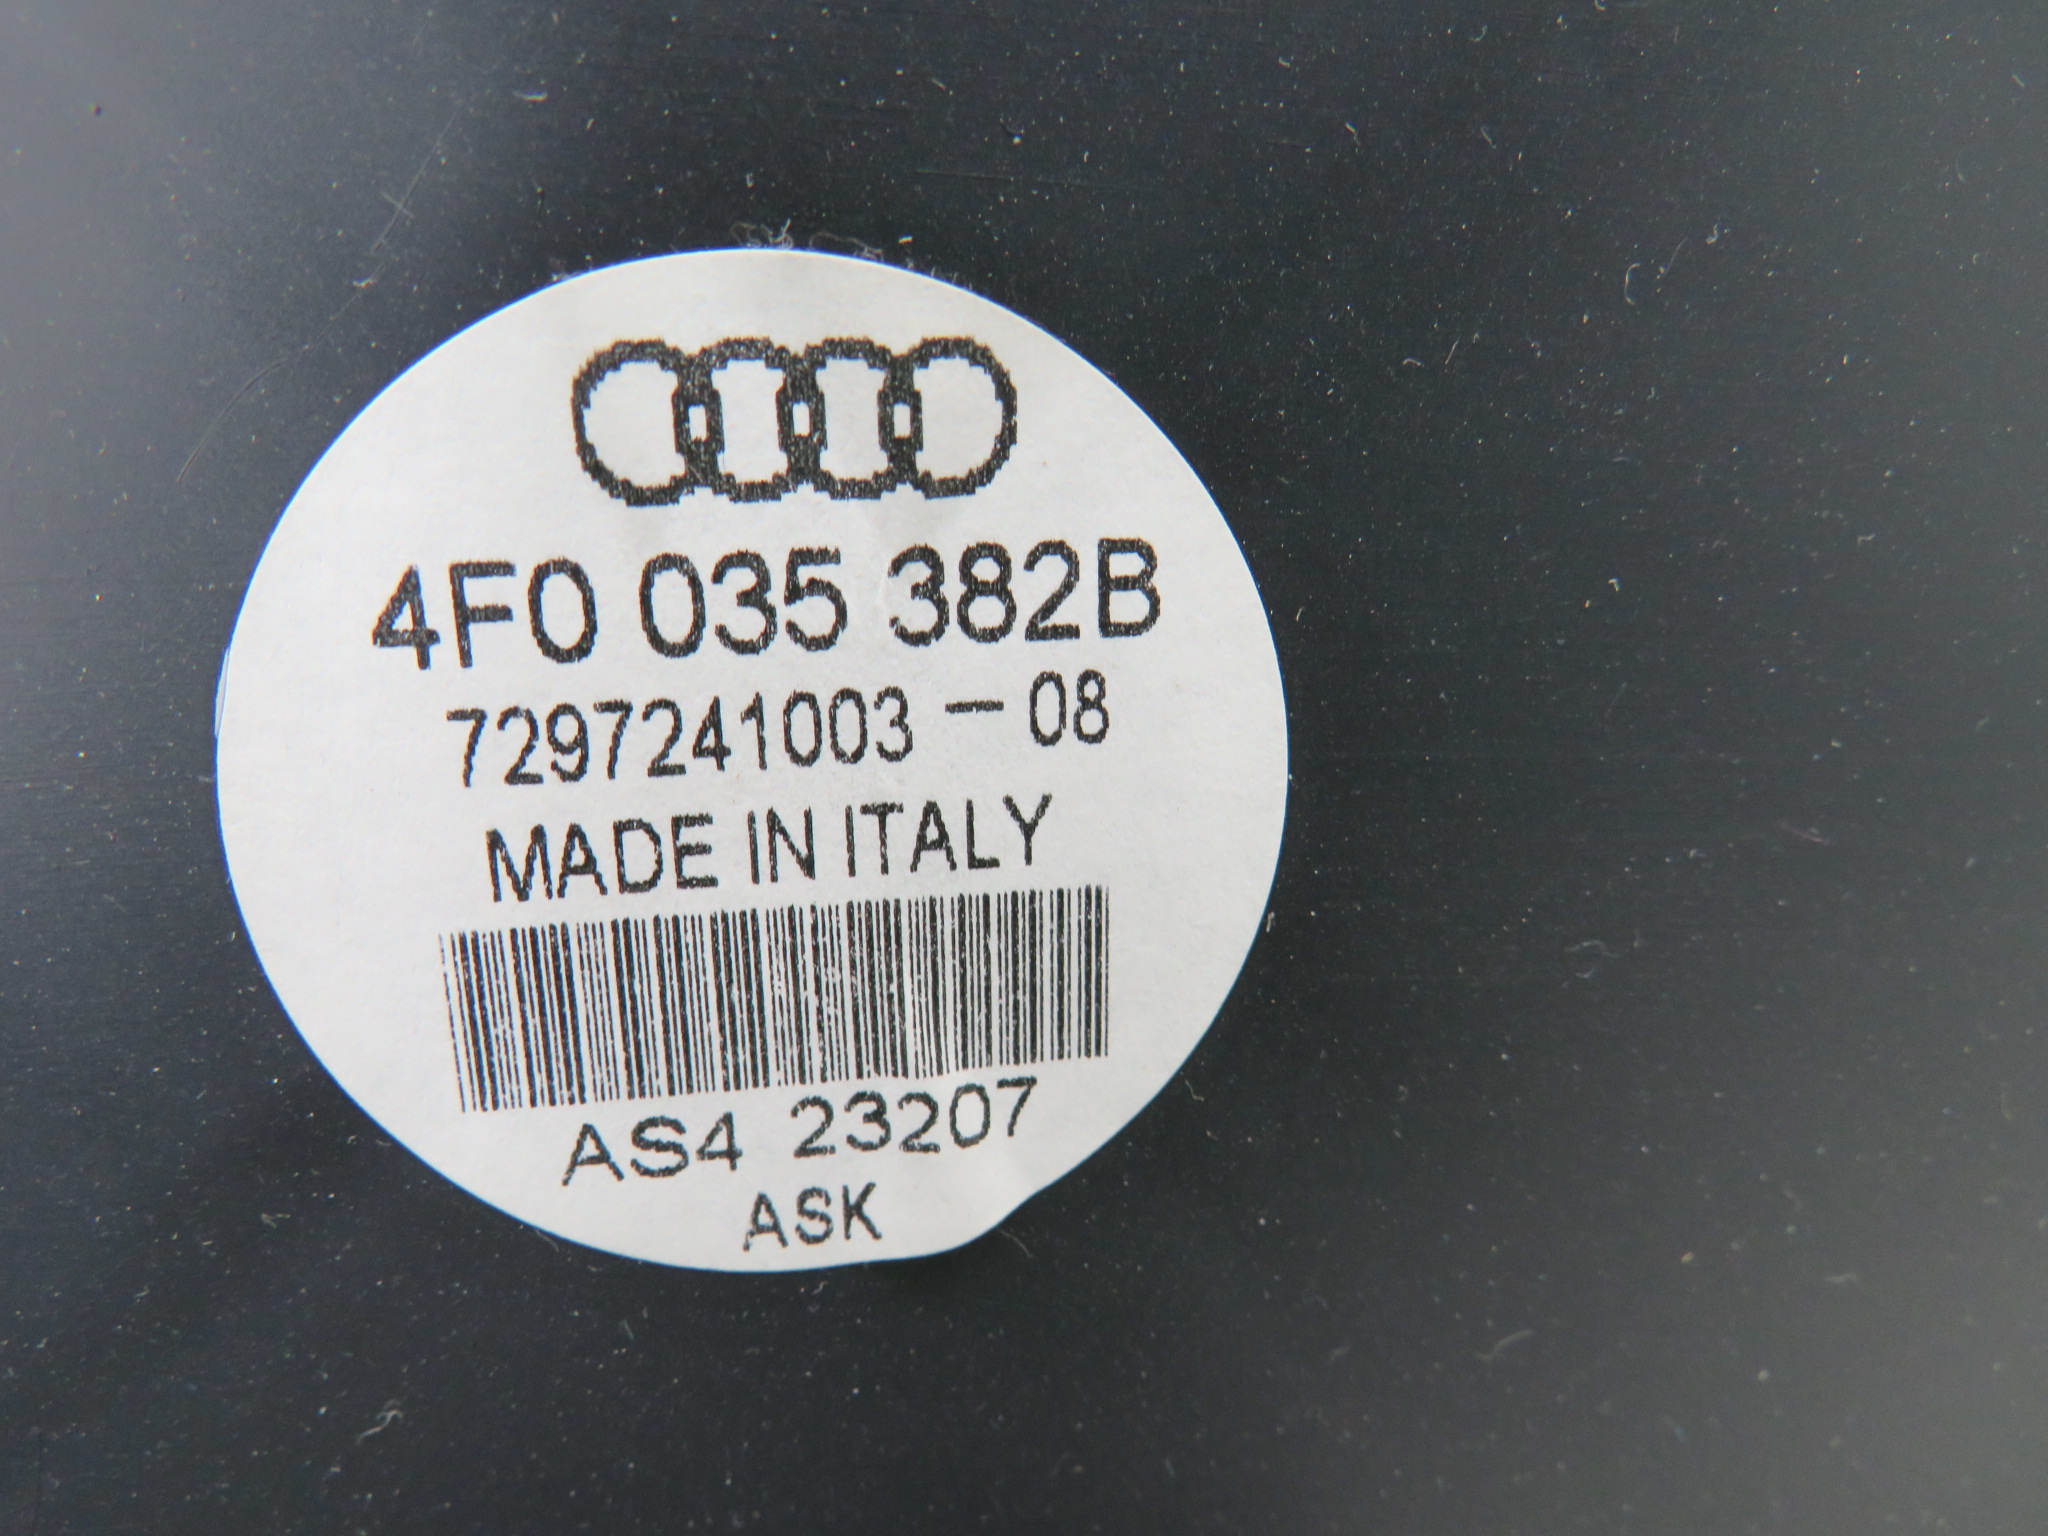 4F0 035 382B
7297241003 - 08
MADE IN ITALY
AS4 23207
ASK